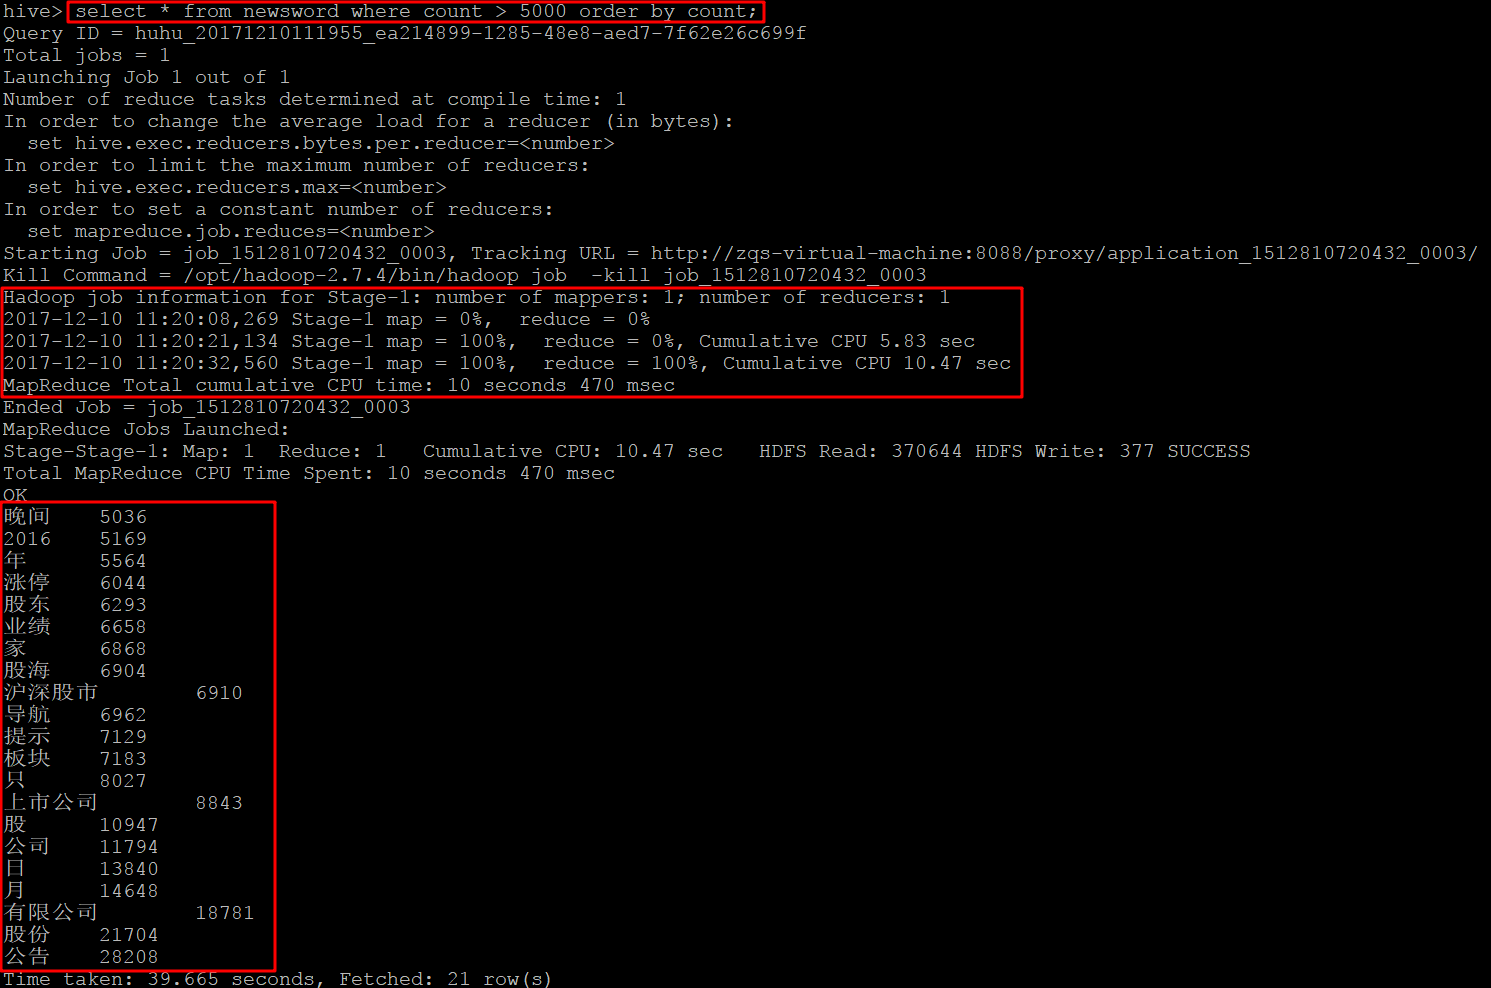 hive> select * from newsword where count > 5000 order by count;
Query ID = huhu_20171210111955_ea214899-1285-48e8-aed7-7f62e26c699f
Total jobs = 1
Launching Job 1 out of 1
Number of reduce tasks determined at compile time: 1
In order to change the average load for a reducer (in bytes):
  set hive.exec.reducers.bytes.per.reducer=<number>
In order to limit the maximum number of reducers:
  set hive.exec.reducers.max=<number>
In order to set a constant number of reducers:
  set mapreduce.job.reduces=<number>
Starting Job = job_1512810720432_0003, Tracking URL = http://zqs-virtual-machine:8088/proxy/application_1512810720432_0003/
Kill Command = /opt/hadoop-2.7.4/bin/hadoop job  -kill job_1512810720432_0003
Hadoop job information for Stage-1: number of mappers: 1; number of reducers: 1
2017-12-10 11:20:08,269 Stage-1 map = 0%,  reduce = 0%
2017-12-10 11:20:21,134 Stage-1 map = 100%,  reduce = 0%, Cumulative CPU 5.83 sec
2017-12-10 11:20:32,560 Stage-1 map = 100%,  reduce = 100%, Cumulative CPU 10.47 sec
MapReduce Total cumulative CPU time: 10 seconds 470 msec
Ended Job = job_1512810720432_0003
MapReduce Jobs Launched:
Stage-Stage-1: Map: 1  Reduce: 1   Cumulative CPU: 10.47 sec   HDFS Read: 370644 HDFS Write: 377 SUCCESS
Total MapReduce CPU Time Spent: 10 seconds 470 msec
OK
晚间	5036
2016	5169
年	5564
涨停	6044
股东	6293
业绩	6658
家	6868
股海	6904
沪深股市	6910
导航	6962
提示	7129
板块	7183
只	8027
上市公司	8843
股	10947
公司	11794
日	13840
月	14648
有限公司	18781
股份	21704
公告	28208
Time taken: 39.665 seconds, Fetched: 21 row(s)